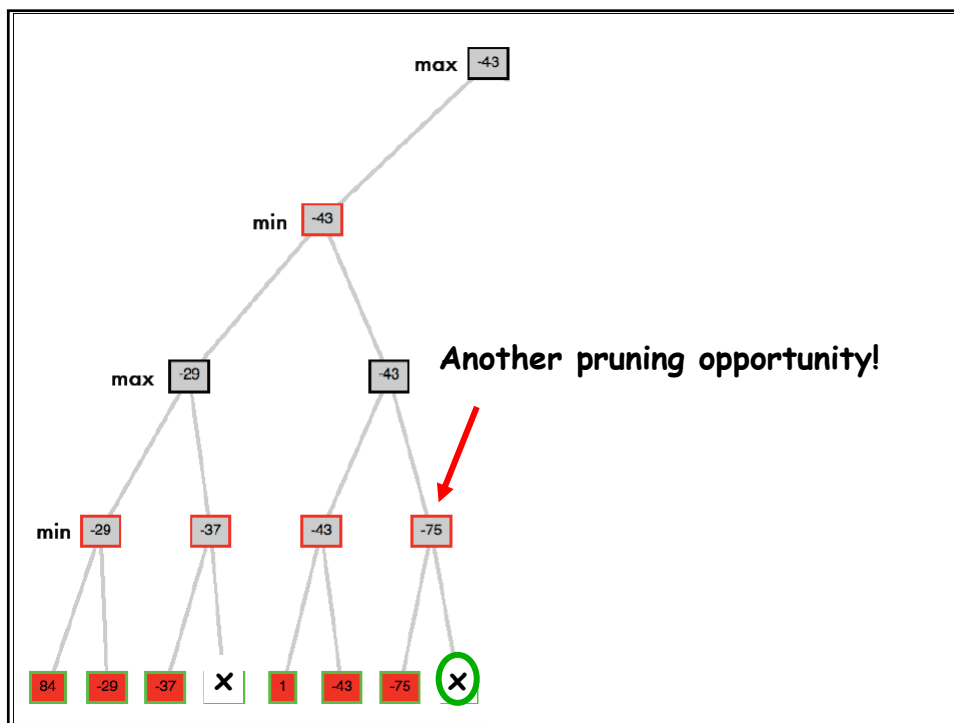 max -43
min -43
Another pruning opportunity!
max -29 -43
min -29 -37 -43 -75
84 -29 -37 x 1 -43 -75 x